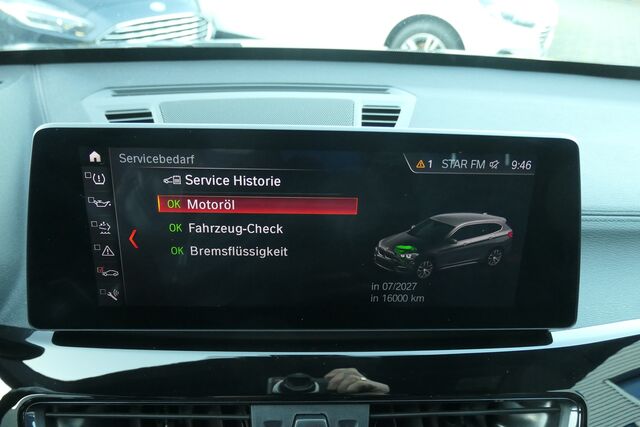 Servicebedarf
1 STAR FM 9:46
Service Historie
OK Motoröl
OK Fahrzeug-Check
OK Bremsflüssigkeit
in 07/2027
in 16000 km